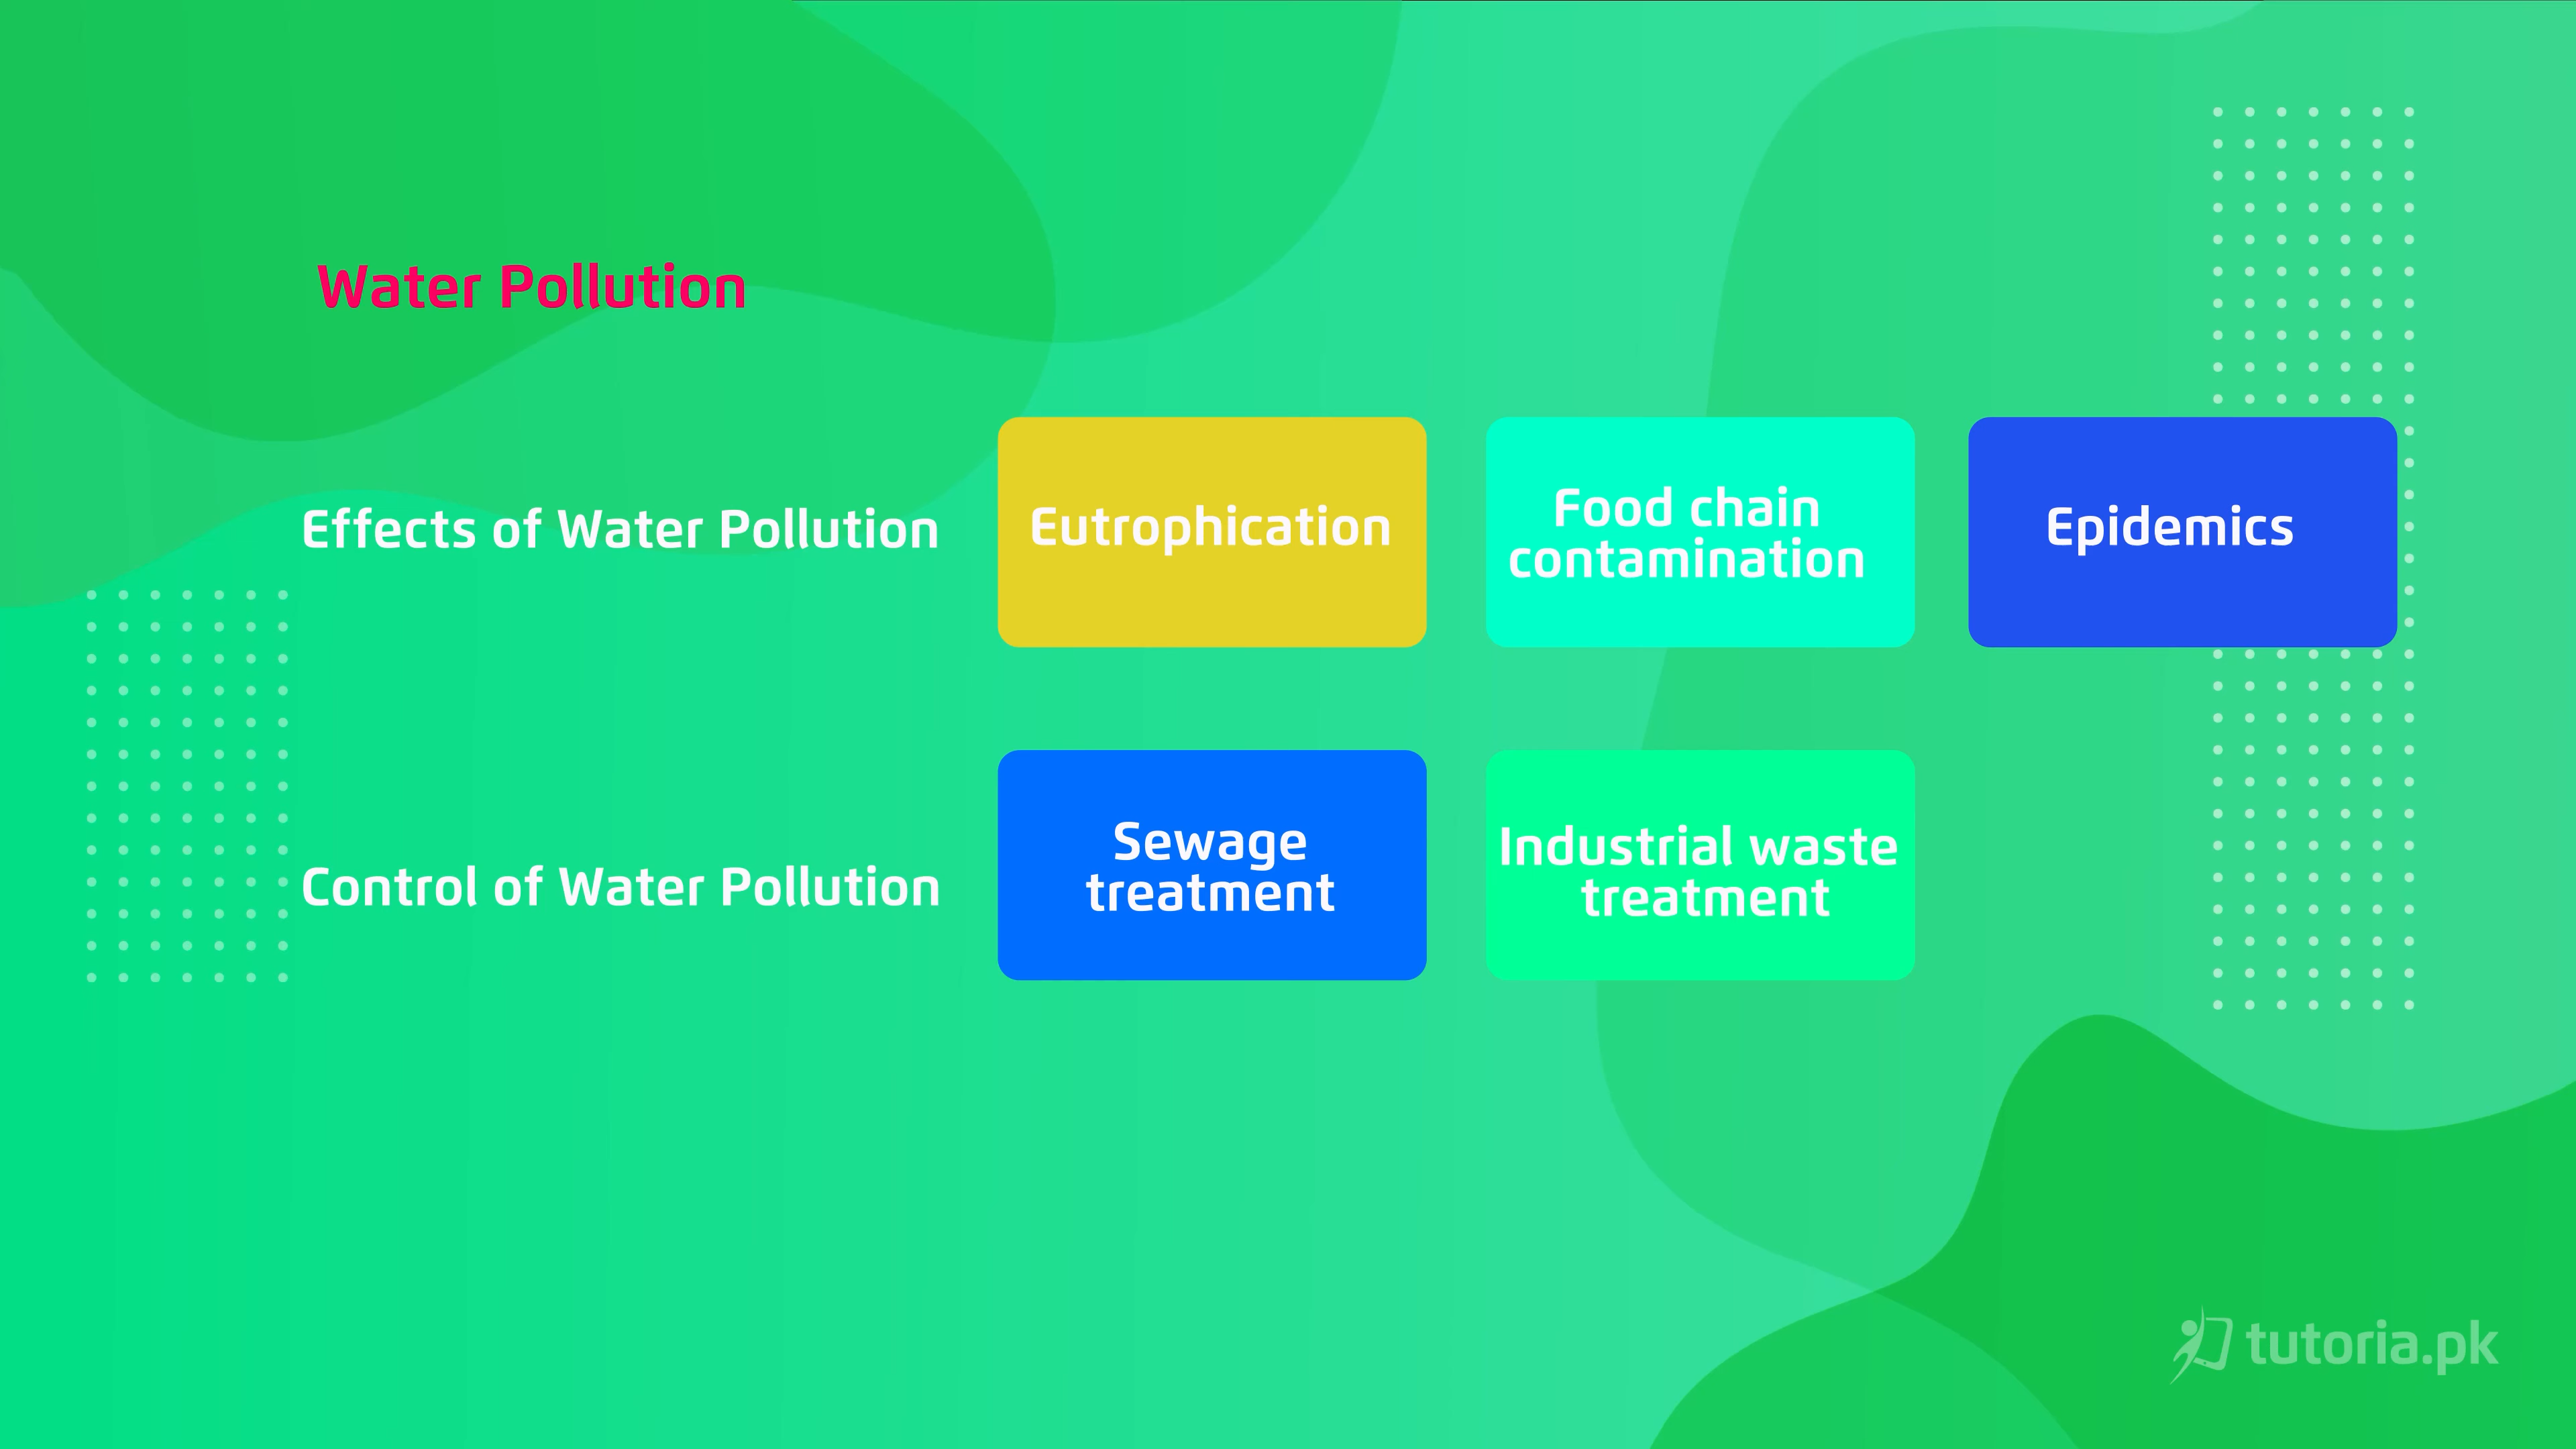 Water Pollution
Effects of Water Pollution
Eutrophication
Food chain
contamination
Epidemics
Control of Water Pollution
Sewage
treatment
Industrial waste
treatment
tutoria.pk